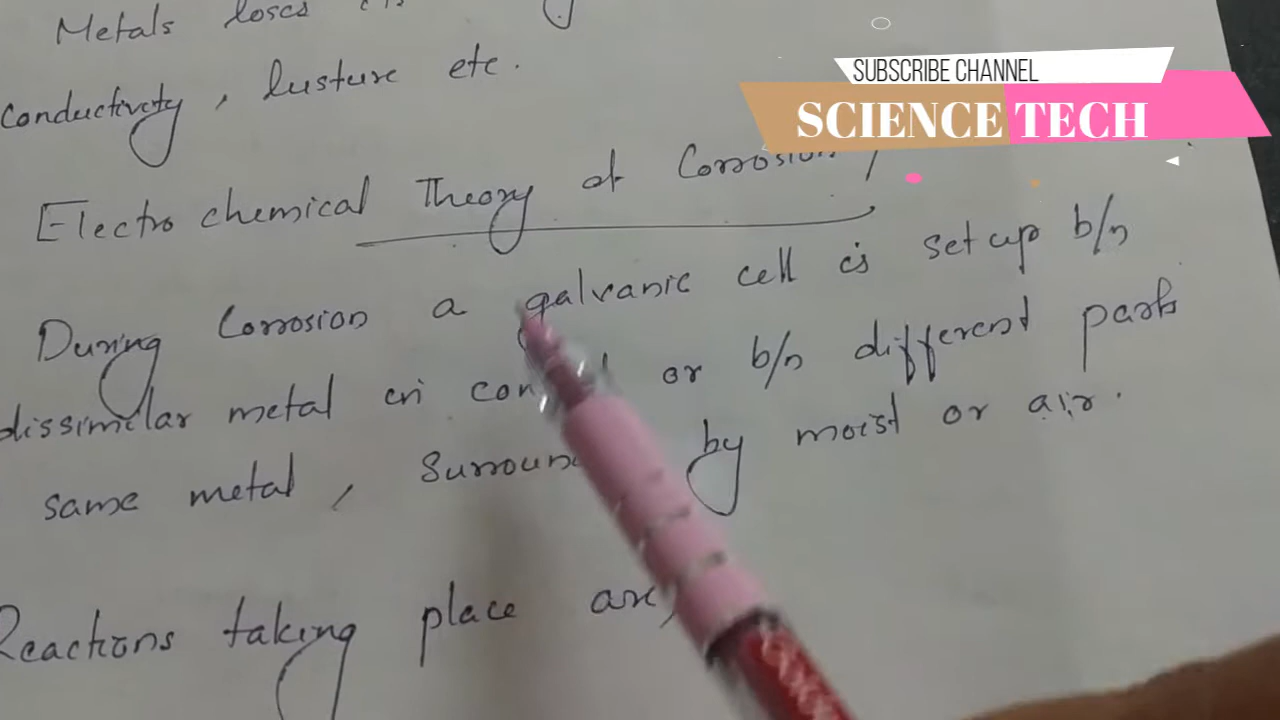 Metals loses
SUBSCRIBE CHANNEL
Conductivity, lusture etc.
SCIENCE TECH
Electro chemical Theory of Corrosion,
During Corrosion a galvanic cell is set up b/n
dissimilar metal in or b/n different parts
same metal, by moist or air.
Reactions taking place are,